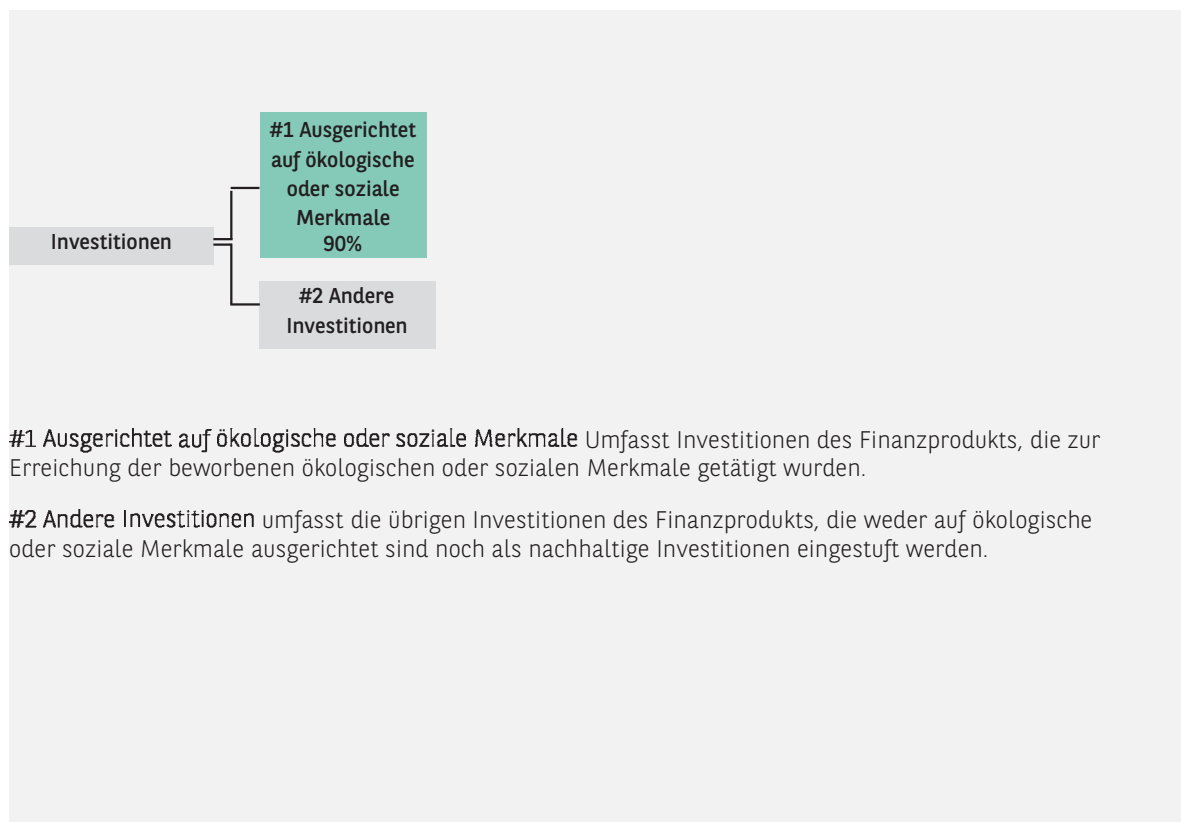 #1 Ausgerichtet
auf ökologische
oder soziale
Merkmale
90%
Investitionen
#2 Andere
Investitionen
#1 Ausgerichtet auf ökologische oder soziale Merkmale Umfasst Investitionen des Finanzprodukts, die zur
Erreichung der beworbenen ökologischen oder sozialen Merkmale getätigt wurden.
#2 Andere Investitionen umfasst die übrigen Investitionen des Finanzprodukts, die weder auf ökologische
oder soziale Merkmale ausgerichtet sind noch als nachhaltige Investitionen eingestuft werden.